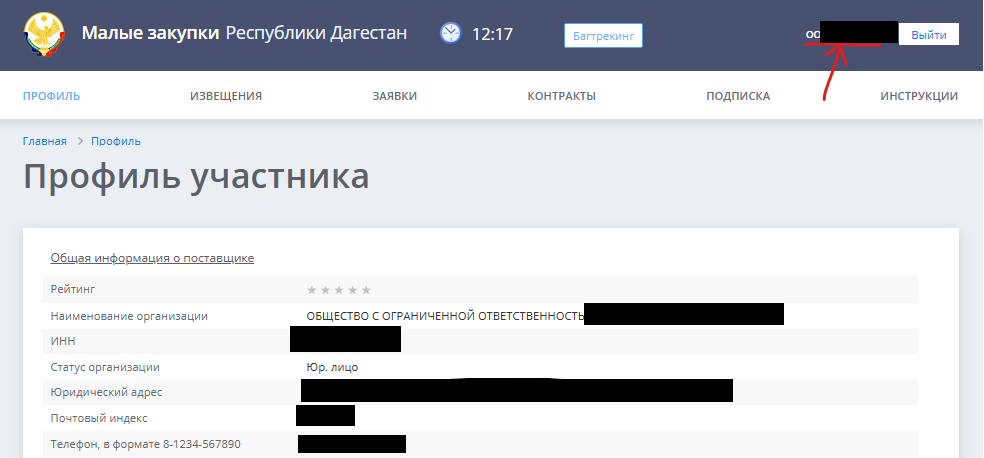 Малые закупки Республики Дагестан 12:17 Багтрекинг оо Выйти
ПРОФИЛЬ ИЗВЕЩЕНИЯ ЗАЯВКИ КОНТРАКТЫ ПОДПИСКА ИНСТРУКЦИИ
Главная > Профиль
Профиль участника
Общая информация о поставщике
Рейтинг
Наименование организации ОБЩЕСТВО С ОГРАНИЧЕННОЙ ОТВЕТСТВЕННОСТЬ
ИНН
Статус организации Юр. лицо
Юридический адрес
Почтовый индекс
Телефон, в формате 8-1234-567890